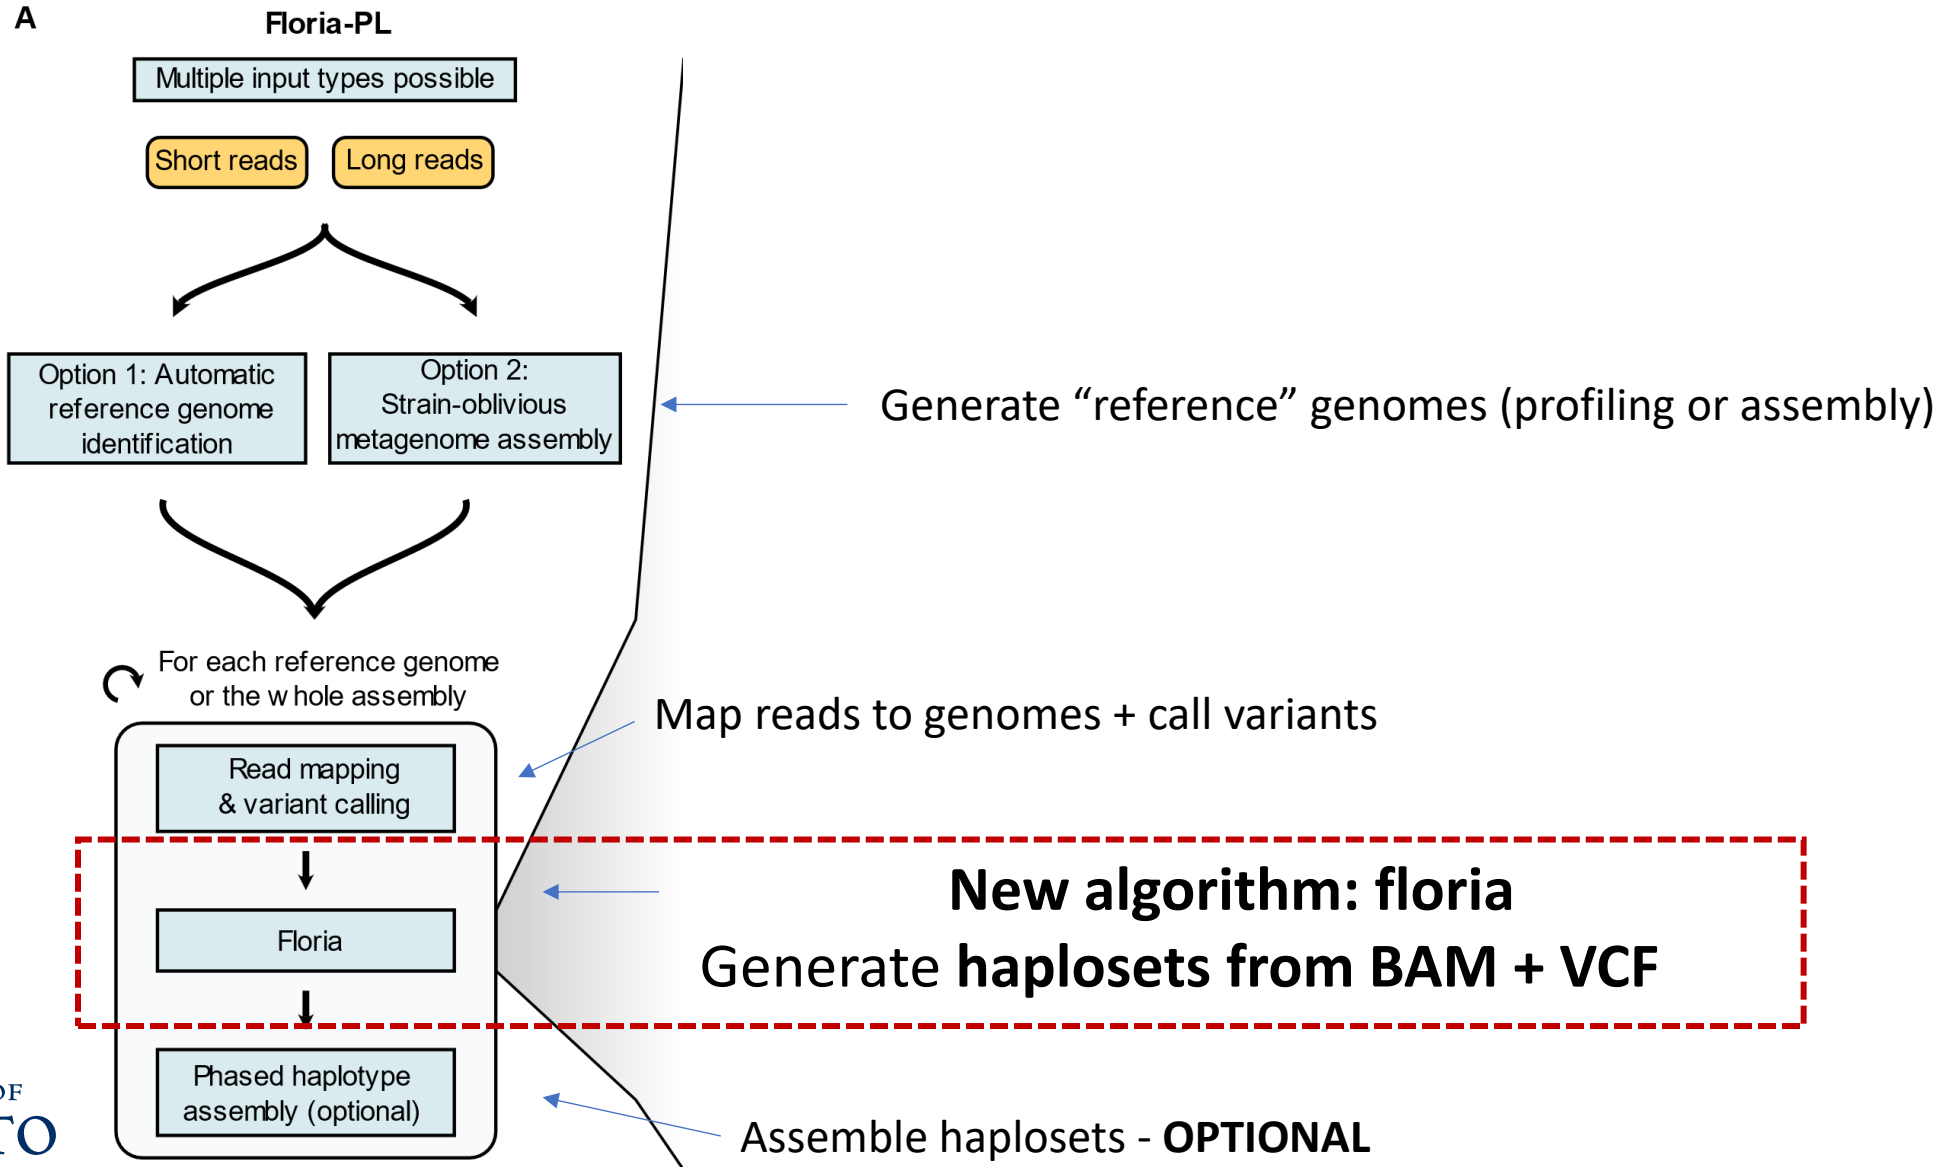 A
Floria-PL
Multiple input types possible
Short reads
Long reads
Option 1: Automatic
reference genome
identification
Option 2:
Strain-oblivious
metagenome assembly
Generate “reference” genomes (profiling or assembly)
For each reference genome
or the whole assembly
Map reads to genomes + call variants
Read mapping
& variant calling
New algorithm: floria
Generate haplosets from BAM + VCF
Floria
Phased haplotype
assembly (optional)
Assemble haplosets - OPTIONAL
OF
TO